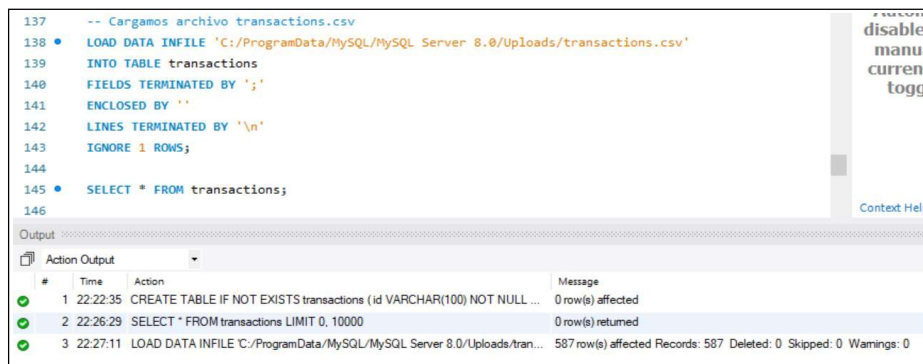 137 -- Cargamos archivo transactions.csv
138 LOAD DATA INFILE 'C:/ProgramData/MySQL/MySQL Server 8.0/Uploads/transactions.csv'
139 INTO TABLE transactions
140 FIELDS TERMINATED BY ';'
141 ENCLOSED BY ''
142 LINES TERMINATED BY '\n'
143 IGNORE 1 ROWS;
144
145 SELECT * FROM transactions;
146
disable
manu
curren
togg
Context Hel
Output
Action Output
# Time Action Message
1 22:22:35 CREATE TABLE IF NOT EXISTS transactions ( id VARCHAR(100) NOT NULL ... 0 row(s) affected
2 22:26:29 SELECT * FROM transactions LIMIT 0, 10000 0 row(s) returned
3 22:27:11 LOAD DATA INFILE 'C:/ProgramData/MySQL/MySQL Server 8.0/Uploads/tran... 587 row(s) affected Records: 587 Deleted: 0 Skipped: 0 Warnings: 0